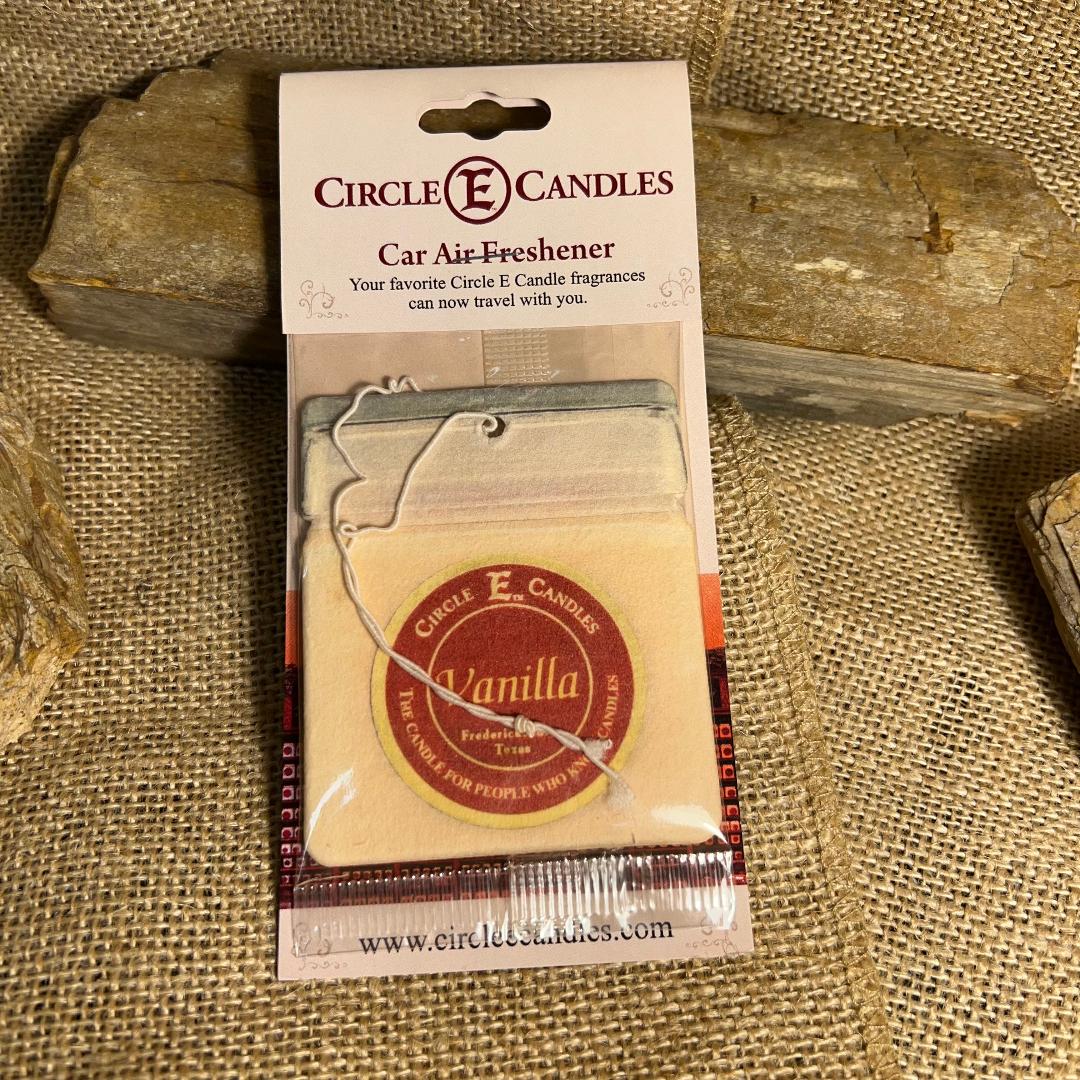 CIRCLE E CANDLES
Car Air Freshener
Your favorite Circle E Candle fragrances
can now travel with you.
CIRCLE E CANDLES
Vanilla
Texas
THE CANDLE FOR PEOPLE WHO CANDLES
www.circleecandles.com